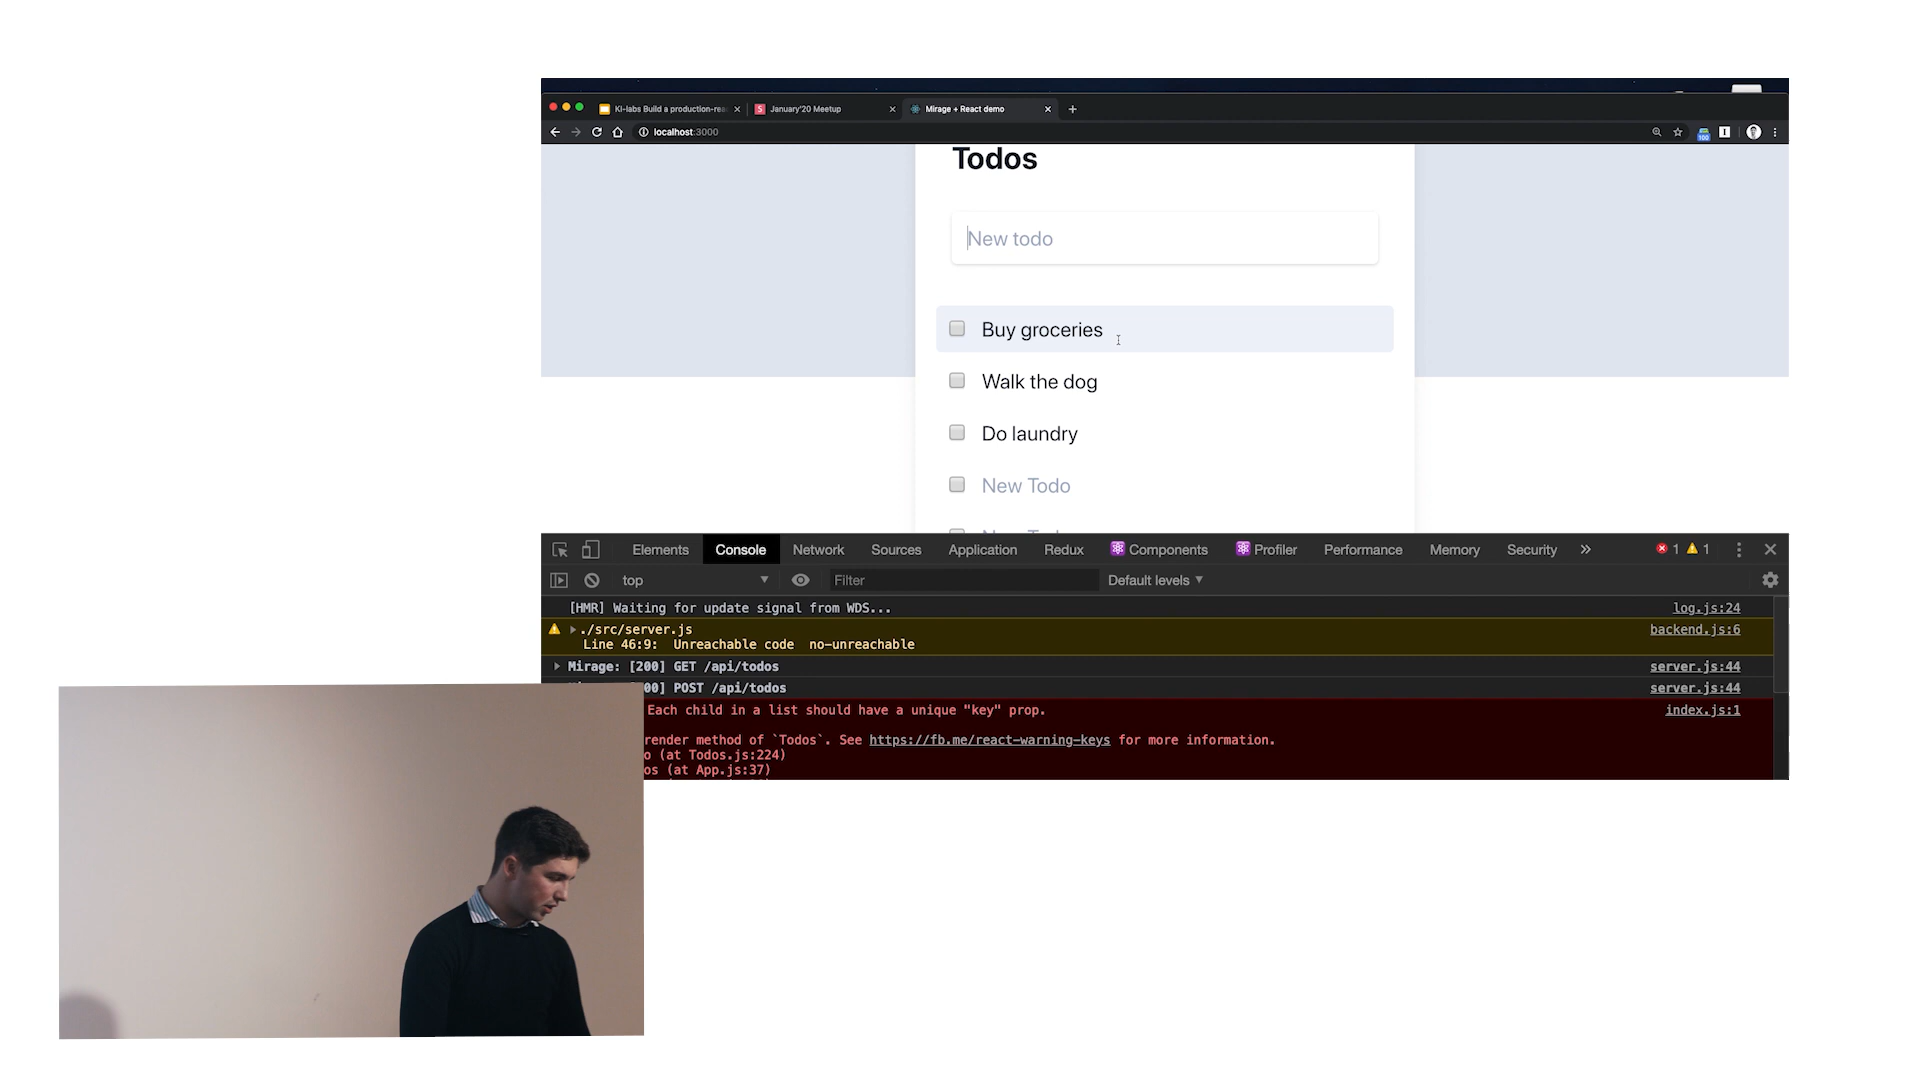 KI-labs Build a production-rea
January'20 Meetup
Mirage + React demo
localhost:3000
Todos
New todo
Buy groceries
Walk the dog
Do laundry
New Todo
Elements Console Network Sources Application Redux Components Profiler Performance Memory Security 1 1
top Filter Default levels
[HMR] Waiting for update signal from WDS... log.js:24
./src/server.js backend.js:6
Line 46:9: Unreachable code no-unreachable
Mirage: [200] GET /api/todos server.js:44
00] POST /api/todos server.js:44
Each child in a list should have a unique "key" prop. index.js:1
render method of `Todos`. See https://fb.me/react-warning-keys for more information.
o (at Todos.js:224)
os (at App.js:37)